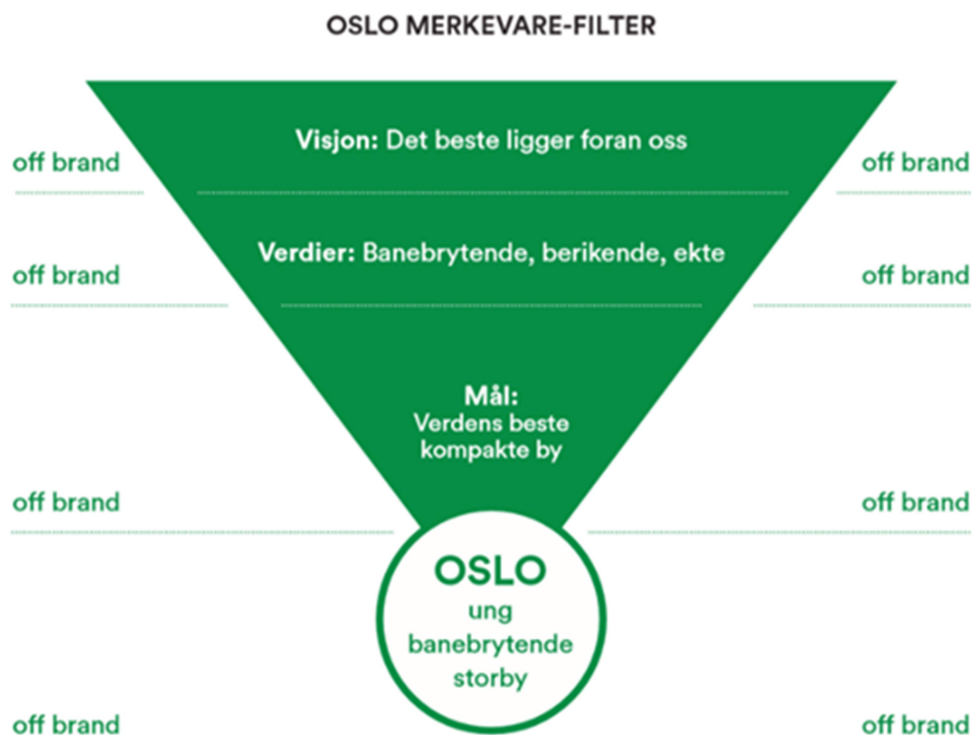 OSLO MERKEVARE-FILTER
Visjon: Det beste ligger foran oss
off brand
off brand
Verdier: Banebrytende, berikende, ekte
off brand
off brand
Mål:
Verdens beste
kompakte by
off brand
off brand
OSLO
ung
banebrytende
storby
off brand
off brand